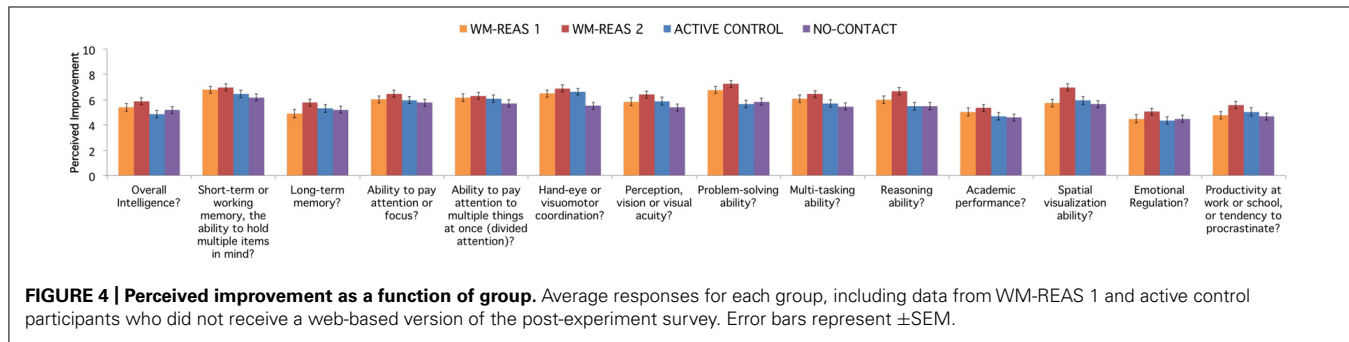 WM-REAS 1 WM-REAS 2 ACTIVE CONTROL NO-CONTACT
Perceived Improvement
10
8
6
4
2
0
Overall
Intelligence?
Short-term or
working
memory, the
ability to hold
multiple items
in mind?
Long-term
memory?
Ability to pay
attention or
focus?
Ability to pay
attention to
multiple things
at once (divided
attention)?
Hand-eye or
visuomotor
coordination?
Perception,
vision or visual
acuity?
Problem-solving
ability?
Multi-tasking
ability?
Reasoning
ability?
Academic
performance?
Spatial
visualization
ability?
Emotional
Regulation?
Productivity at
work or school,
or tendency to
procrastinate?
FIGURE 4 | Perceived improvement as a function of group. Average responses for each group, including data from WM-REAS 1 and active control
participants who did not receive a web-based version of the post-experiment survey. Error bars represent ±SEM.